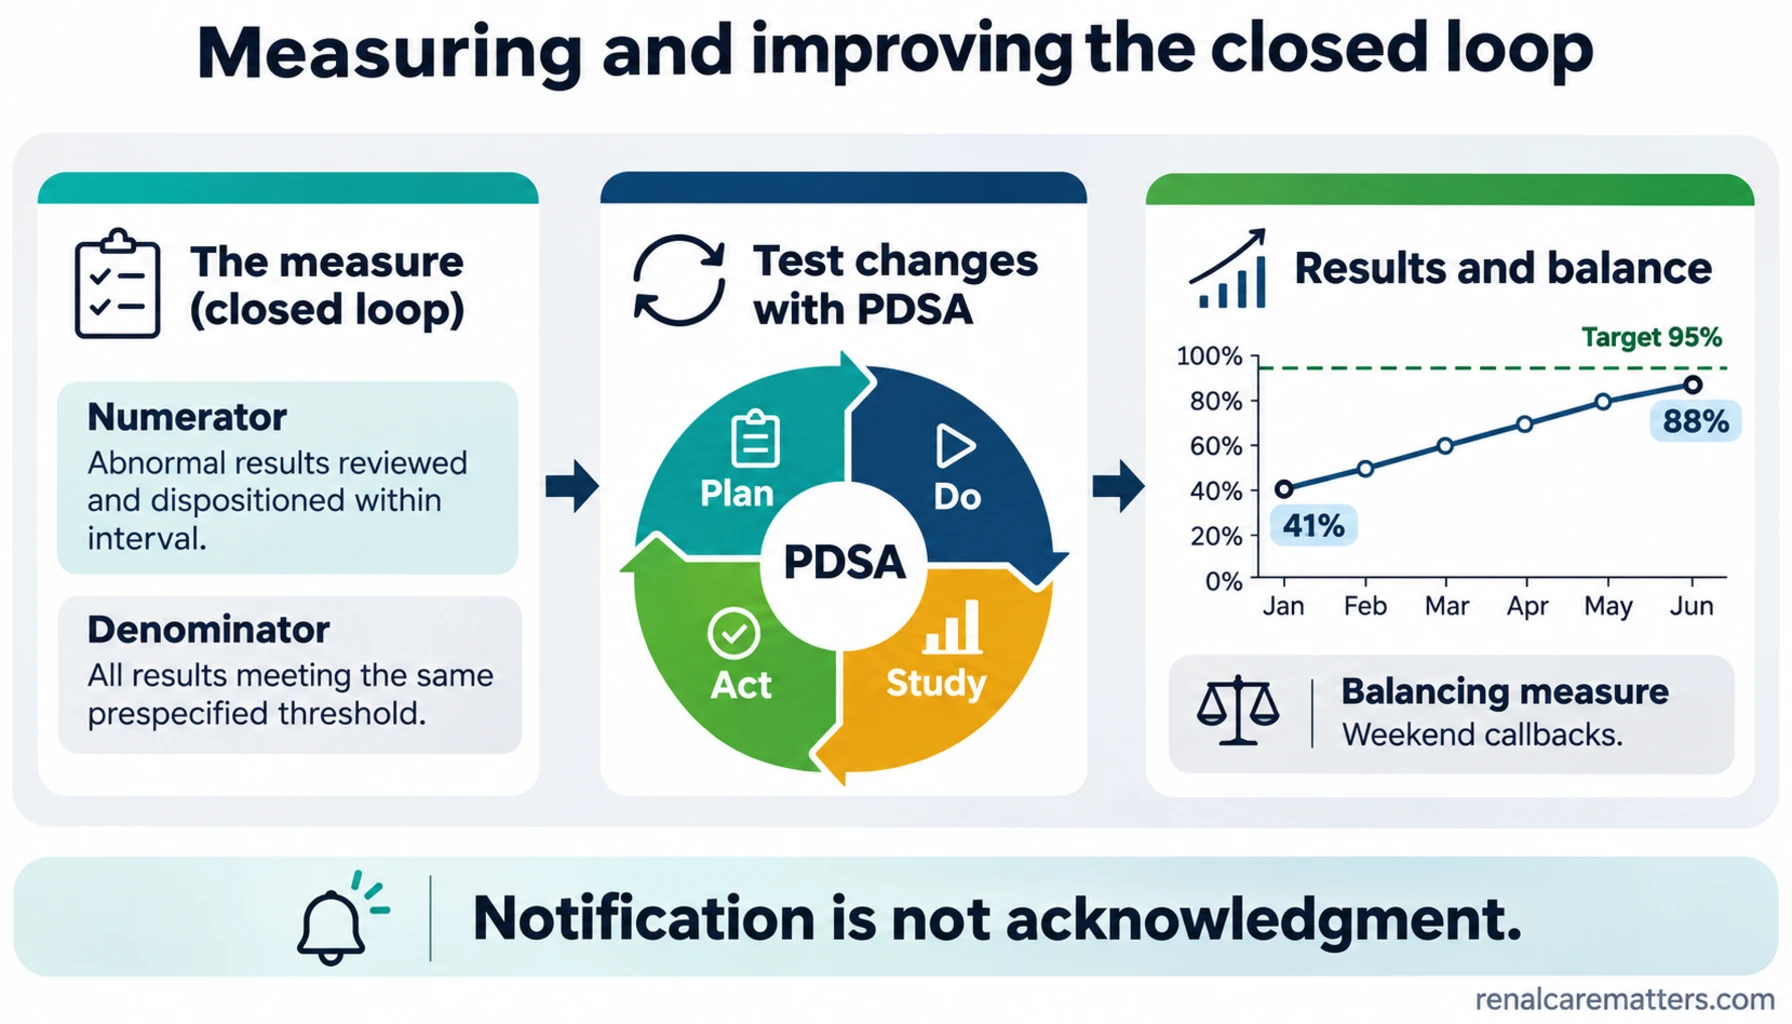 Measuring and improving the closed loop
The measure
(closed loop)
Numerator
Abnormal results reviewed
and dispositioned within
interval.
Denominator
All results meeting the same
prespecified threshold.
Test changes
with PDSA
Plan
Do
PDSA
Act
Study
Results and balance
Target 95%
100%
80%
60%
40%
20%
0%
88%
41%
Jan Feb Mar Apr May Jun
Balancing measure
Weekend callbacks.
Notification is not acknowledgment.
renalcarematters.com